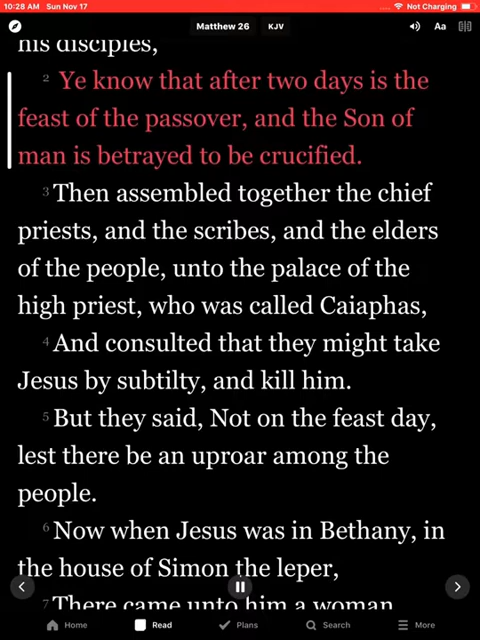 10:28 AM Sun Nov 17
Not Charging
Matthew 26 KJV
Aa
his disciples,
2 Ye know that after two days is the
feast of the passover, and the Son of
man is betrayed to be crucified.
3 Then assembled together the chief
priests, and the scribes, and the elders
of the people, unto the palace of the
high priest, who was called Caiaphas,
4 And consulted that they might take
Jesus by subtilty, and kill him.
5 But they said, Not on the feast day,
lest there be an uproar among the
people.
6 Now when Jesus was in Bethany, in
the house of Simon the leper,
7 There came unto him a woman
Home Read Plans Search More